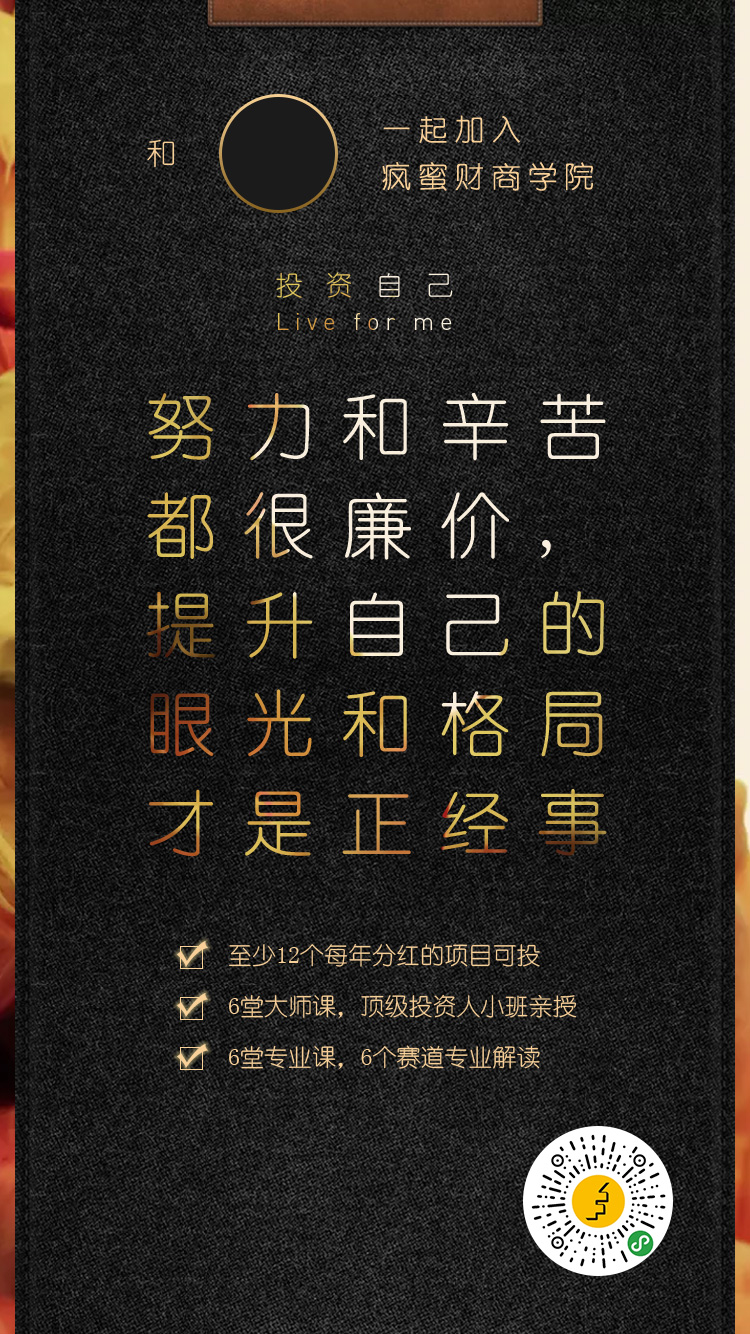 和
一起加入
疯蜜财商学院
投资自己
Live for me
努力和辛苦
都很廉价，
提升自己的
眼光和格局
才是正经事
至少12个每年分红的项目可投
6堂大师课，顶级投资人小班亲授
6堂专业课，6个赛道专业解读